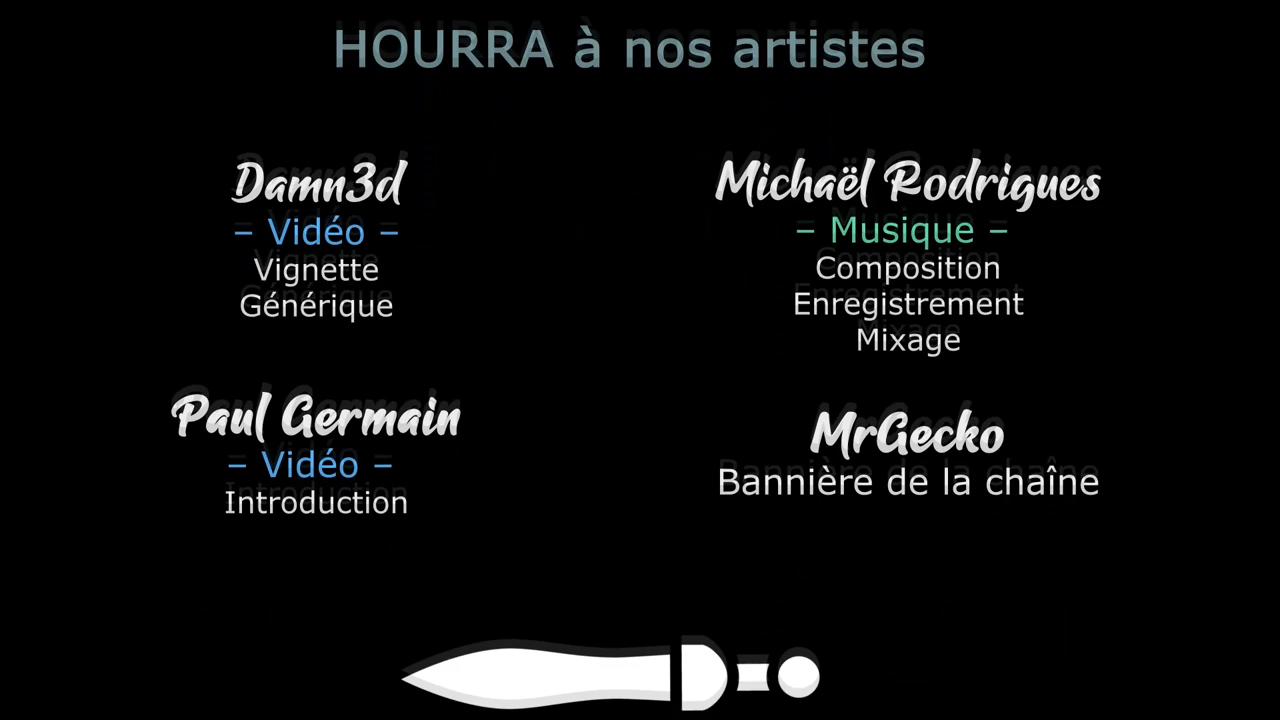 HOURRA à nos artistes
Damn3d
– Vidéo –
Vignette
Générique
Michaël Rodrigues
– Musique –
Composition
Enregistrement
Mixage
Paul Germain
– Vidéo –
Introduction
MrGecko
Bannière de la chaîne